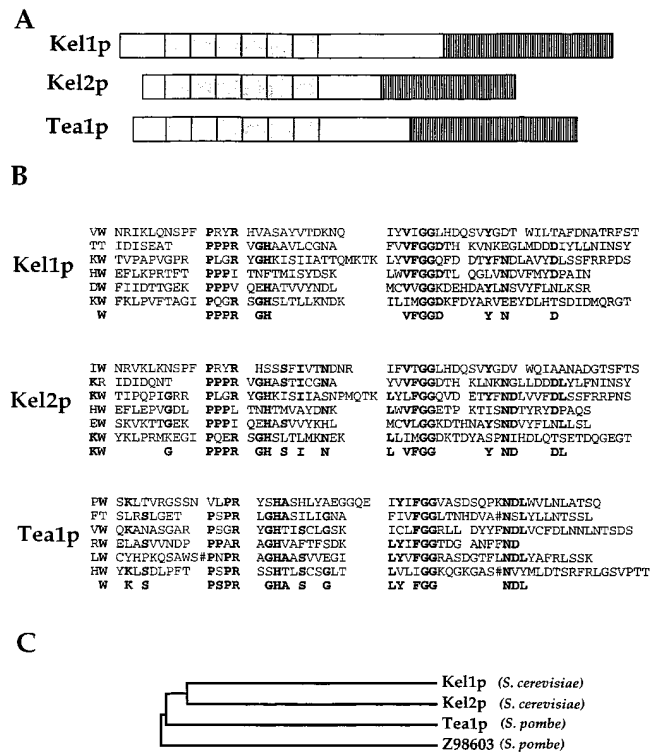 A
Kel1p
Kel2p
Tea1p
B
Kel1p
VW NRIKLQNSPF PRYR HVASAYVTDKNQ IYVIGGLHDQSVYGDT WILTAFDNATRFST
TT IDISEAT PPPR VGHAAVLCGNA FVVFGGDTH KVNKEGLMDDDIYLLNINSY
KW TVPAPVGPR PLGR YGHKISIIATTQMKTK LYVFGGQFD DTYFNDLAVYDLSSFRRPDS
HW EFLKPRTFT PPPI TNFTMISYDSK LWVFGGDTL QGLVNDVFMYDPAIN
DW FIIDTTGEK PPPV QEHATVVYNDL MCVVGGKDEHDAYLNSVYFLNLKSR
KW FKLPVFTAGI PQGR SGHSLTLLKNDK ILIMGGDKFDYARVEEYDLHTSDIDMQRGT
W PPPR GH VFGGD Y N D
Kel2p
IW NRVKLKNSPF PRYR HSSSFIVTNDNR IFVTGGLHDQSVYGDV WQIAANADGTSFTS
KR IDIDQNT PPPR VGHASTICGNA YVVFGGDTH KLNKNGLLDDDLYLFNINSY
KW TIPQPIGRR PLGR YGHKISIIASNPMQTK LYLFGGQVD ETYFNDLVVFDLSSFRRPNS
HW EFLEPVGDL PPPL TNHTMVAYDNK LWVFGGETP KTISNDTYRYDPAQS
EW SKVKTTGEK PPPI QEHASVVYKHL MCVLGGKDTHNAYSNDVYFLNLLSL
KW YKLPRMKEGI PQER SGHSLTLMKNEK LLIMGGDKTDYASPNIHDLQTSETDQGEGT
KW G PPPR GH S I N L VFGG Y ND DL
Tea1p
PW SKLTVRGSSN VLPR YSHASHLYAEGGQE IYIFGGVASDSQPKNDLWVLNLATSQ
FT SLRSLGET PSPR LGHASILIGNA FIVFGGLTNHDVA#NSLYLLNTSSL
VW QKANASGAR PSGR YGHTISCLGS ICLFGGRLL DYYFNDLVCFDLNNLNTSDS
RW ELASVVNDP PPAR AGHVAFTFSDK LYIFGGTDG ANFFND
LW CYHPKQSAWS#PNPR AGHAASVVEGI LYVFGGRASDGTFLNDLYAFRLSSK
HW YKLSDLPFT PSPR SSHTLSCSGLT LVLIGGKQGKGAS#NVYMLDTSRFRLGSVPTT
W K S PSPR GHA S G LY FGG NDL
C
Kel1p (S. cerevisiae)
Kel2p (S. cerevisiae)
Tea1p (S. pombe)
Z98603 (S. pombe)